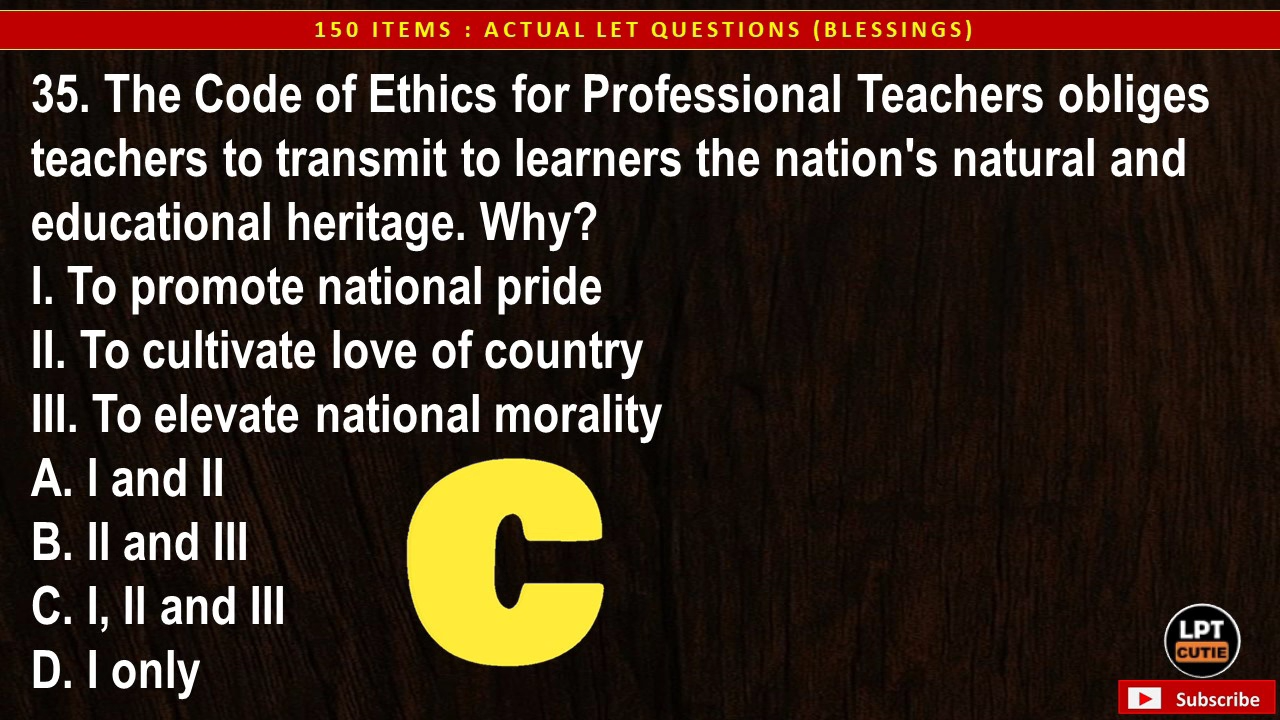 150 ITEMS : ACTUAL LET QUESTIONS (BLESSINGS)
35. The Code of Ethics for Professional Teachers obliges
teachers to transmit to learners the nation's natural and
educational heritage. Why?
I. To promote national pride
II. To cultivate love of country
III. To elevate national morality
A. I and II
B. II and III
C. I, II and III
D. I only
C
LPT
CUTIE
Subscribe